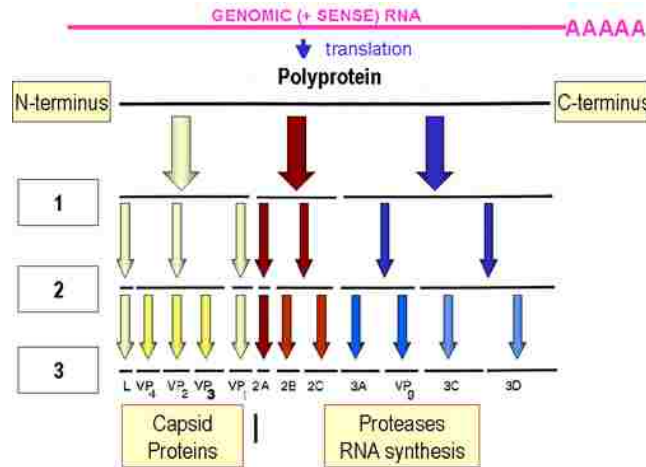 GENOMIC (+ SENSE) RNA
AAAAA
translation
Polyprotein
N-terminus
C-terminus
1
2
3
L VP4 VP2 VP3 VP1 2A 2B 2C 3A VPg 3C 3D
Capsid
Proteins
Proteases
RNA synthesis